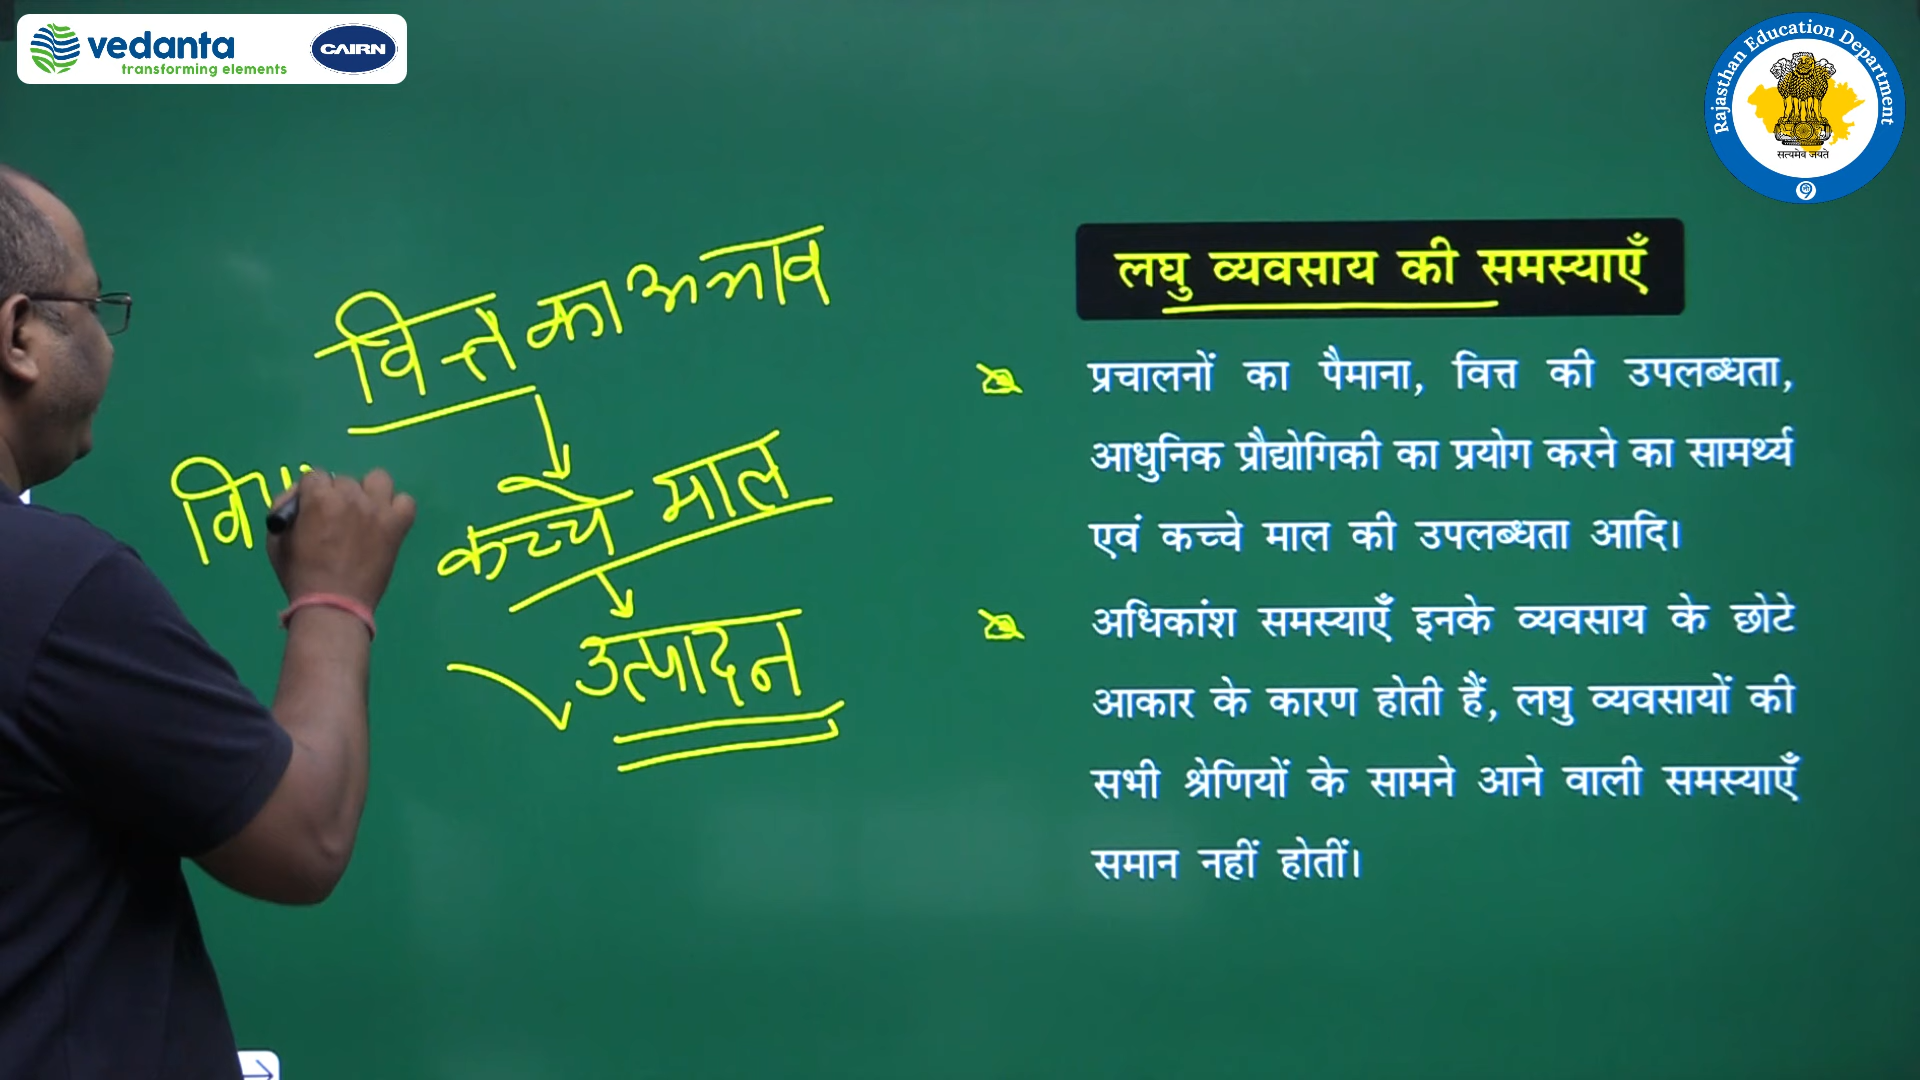 vedanta
transforming elements
CAIRN
Rajasthan Education Department
सत्यमेव जयते
वित्त का अभाव
कच्चे माल
उत्पादन
लघु व्यवसाय की समस्याएँ
प्रचालनों का पैमाना, वित्त की उपलब्धता,
आधुनिक प्रौद्योगिकी का प्रयोग करने का सामर्थ्य
एवं कच्चे माल की उपलब्धता आदि।
अधिकांश समस्याएँ इनके व्यवसाय के छोटे
आकार के कारण होती हैं, लघु व्यवसायों की
सभी श्रेणियों के सामने आने वाली समस्याएँ
समान नहीं होतीं।